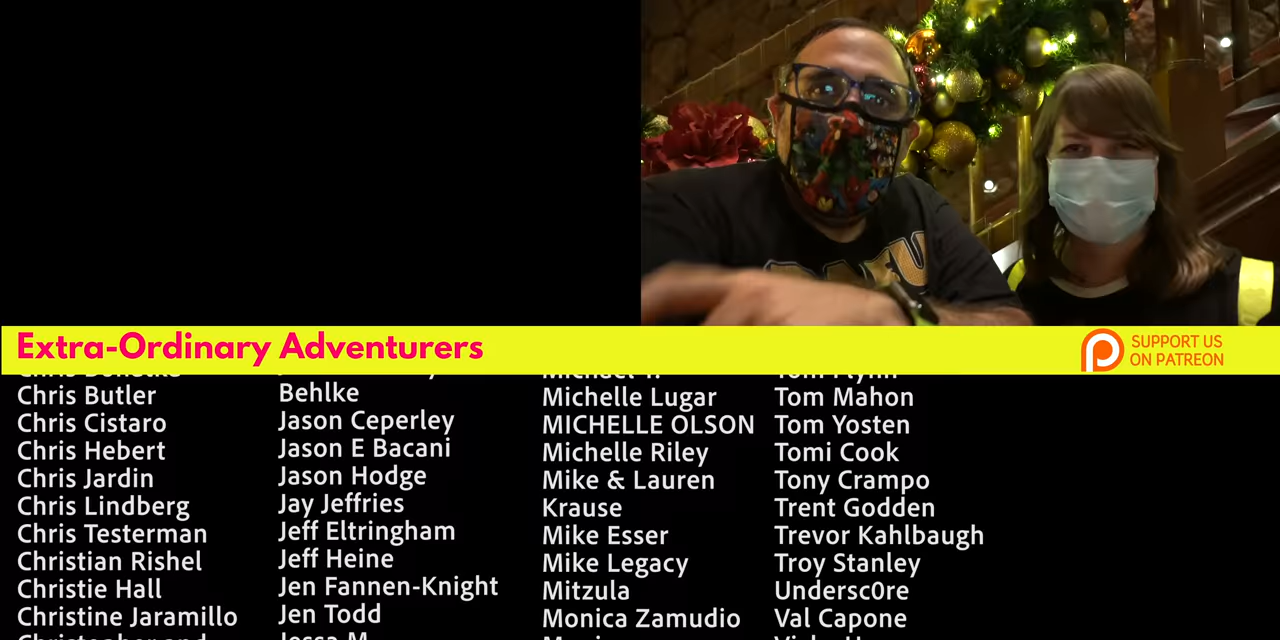 Extra-Ordinary Adventurers
SUPPORT US
ON PATREON
Chris Butler
Chris Cistaro
Chris Hebert
Chris Jardin
Chris Lindberg
Chris Testerman
Christian Rishel
Christie Hall
Christine Jaramillo
Behlke
Jason Ceperley
Jason E Bacani
Jason Hodge
Jay Jeffries
Jeff Eltringham
Jeff Heine
Jen Fannen-Knight
Jen Todd
Michelle Lugar
MICHELLE OLSON
Michelle Riley
Mike & Lauren
Krause
Mike Esser
Mike Legacy
Mitzula
Monica Zamudio
Tom Flynn
Tom Mahon
Tom Yosten
Tomi Cook
Tony Crampo
Trent Godden
Trevor Kahlbaugh
Troy Stanley
Undersc0re
Val Capone